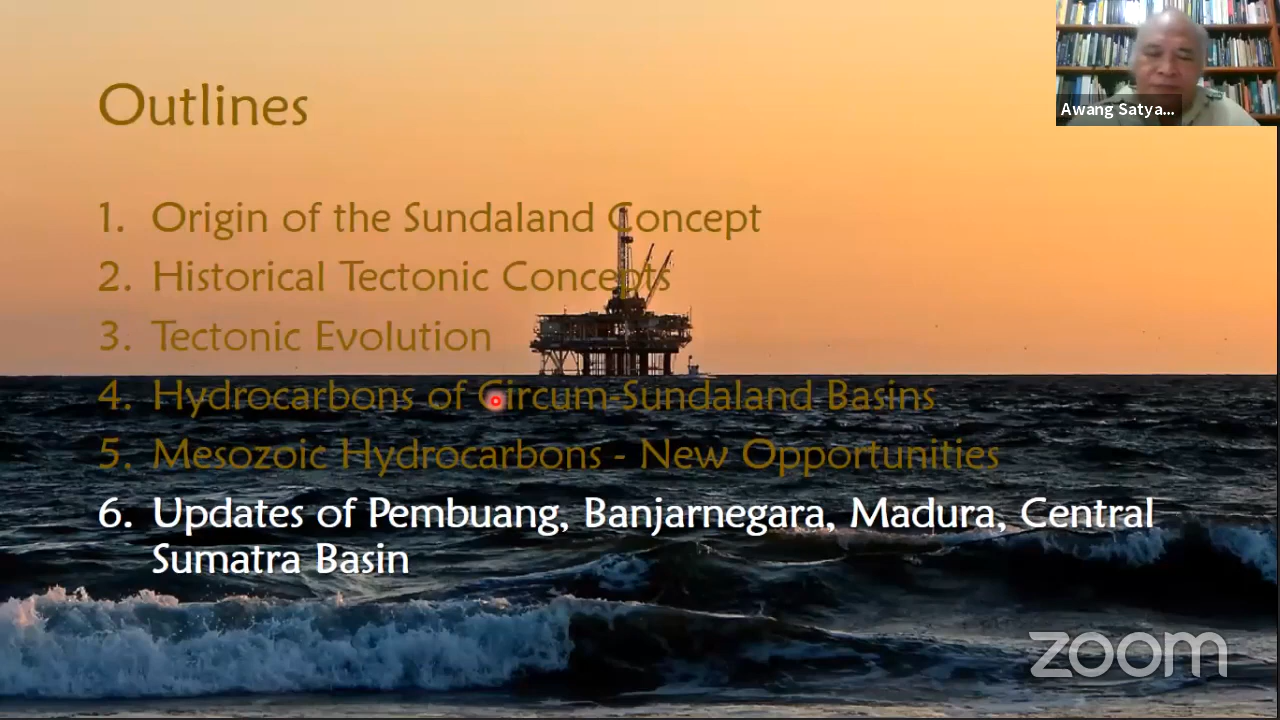 Awang Satya...
Outlines
1. Origin of the Sundaland Concept
2. Historical Tectonic Concepts
3. Tectonic Evolution
4. Hydrocarbons of Circum-Sundaland Basins
5. Mesozoic Hydrocarbons - New Opportunities
6. Updates of Pembuang, Banjarnegara, Madura, Central
Sumatra Basin
zoom